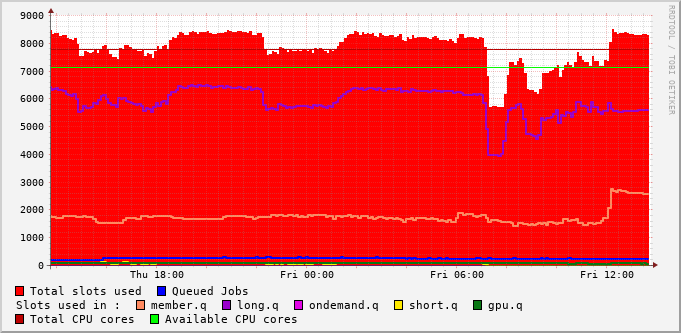 9000
8000
7000
6000
5000
4000
3000
2000
1000
0
Thu 18:00 Fri 00:00 Fri 06:00 Fri 12:00
RRDTOOL / TOBI OETIKER
Total slots used Queued Jobs
Slots used in : member.q long.q ondemand.q short.q gpu.q
Total CPU cores Available CPU cores